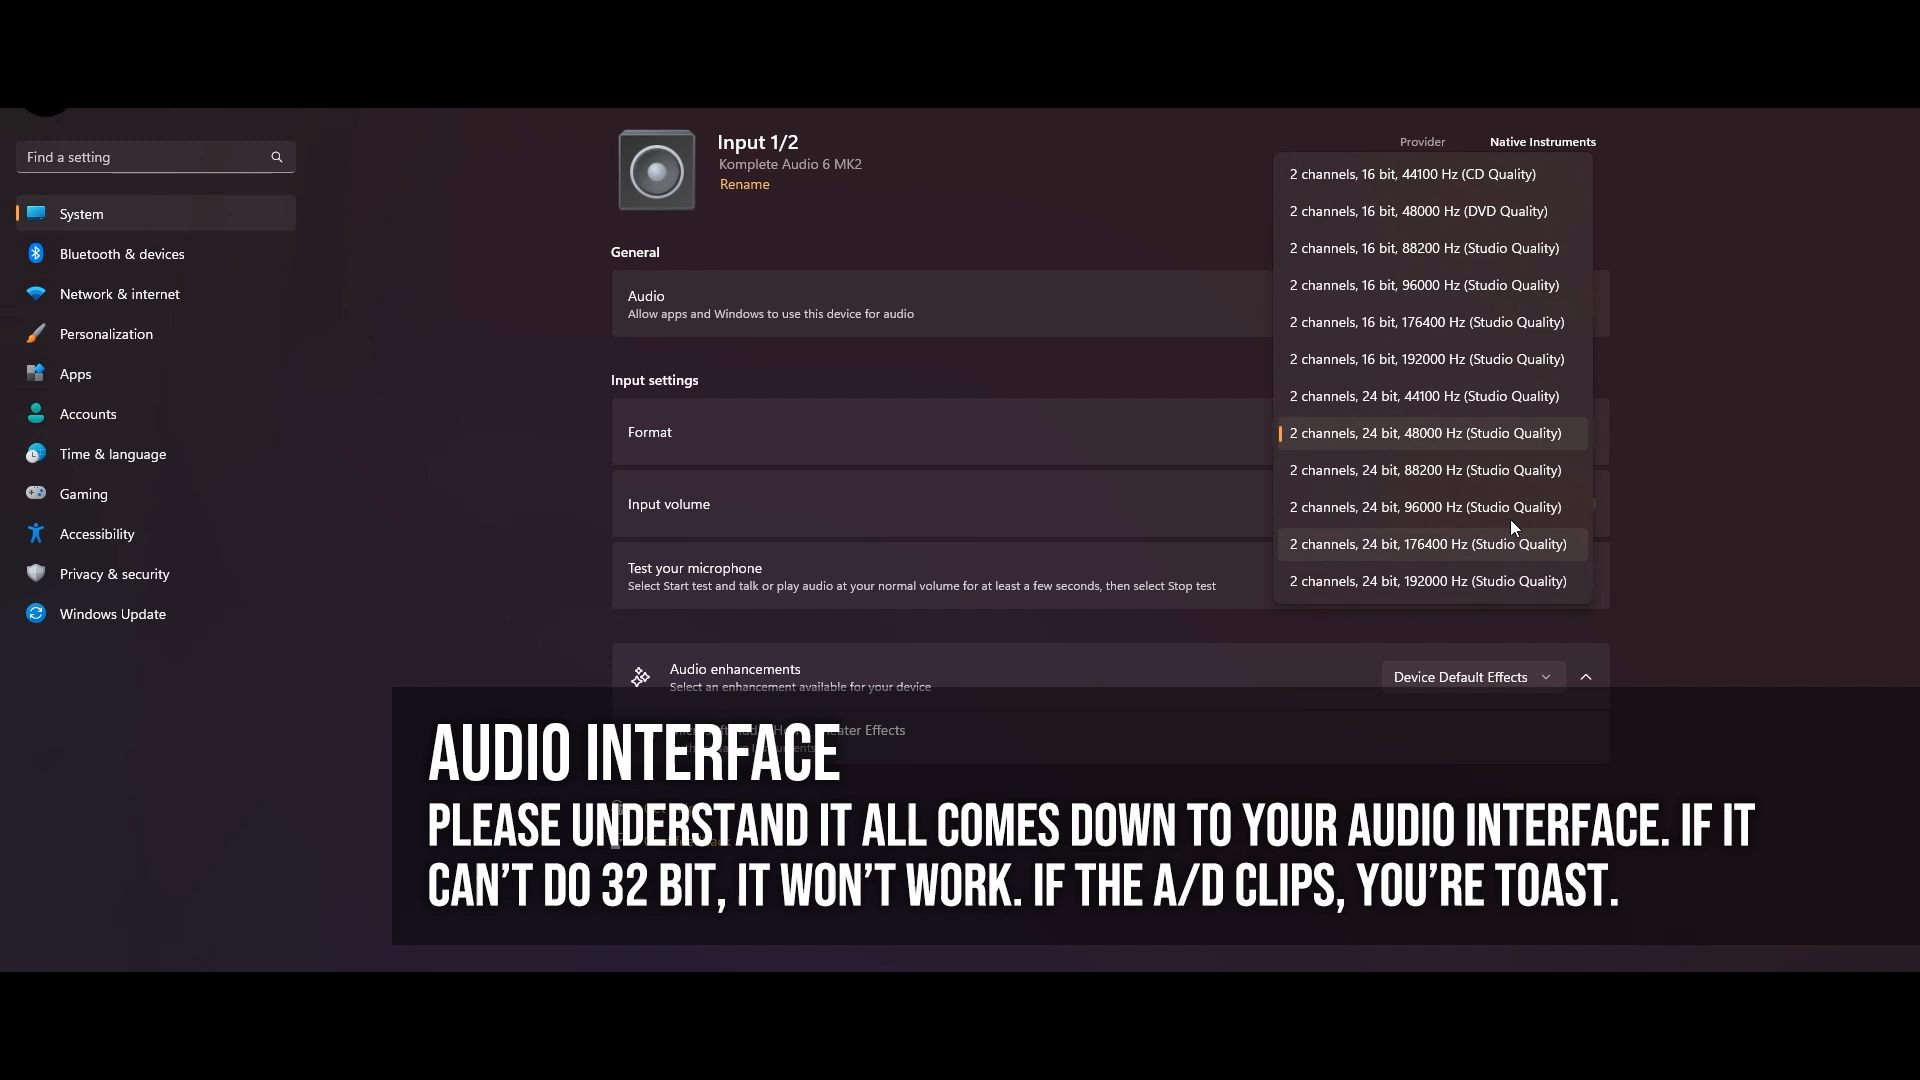 Input 1/2
Komplete Audio 6 MK2
Rename
Provider
Native Instruments
Find a setting
System
Bluetooth & devices
Network & internet
Personalization
Apps
Accounts
Time & language
Gaming
Accessibility
Privacy & security
Windows Update
General
Audio
Allow apps and Windows to use this device for audio
Input settings
Format
Input volume
Test your microphone
Select Start test and talk or play audio at your normal volume for at least a few seconds, then select Stop test
2 channels, 16 bit, 44100 Hz (CD Quality)
2 channels, 16 bit, 48000 Hz (DVD Quality)
2 channels, 16 bit, 88200 Hz (Studio Quality)
2 channels, 16 bit, 96000 Hz (Studio Quality)
2 channels, 16 bit, 176400 Hz (Studio Quality)
2 channels, 16 bit, 192000 Hz (Studio Quality)
2 channels, 24 bit, 44100 Hz (Studio Quality)
2 channels, 24 bit, 48000 Hz (Studio Quality)
2 channels, 24 bit, 88200 Hz (Studio Quality)
2 channels, 24 bit, 96000 Hz (Studio Quality)
2 channels, 24 bit, 176400 Hz (Studio Quality)
2 channels, 24 bit, 192000 Hz (Studio Quality)
Audio enhancements
Select an enhancement available for your device
Device Default Effects
Effects
AUDIO INTERFACE
PLEASE UNDERSTAND IT ALL COMES DOWN TO YOUR AUDIO INTERFACE. IF IT
CAN'T DO 32 BIT, IT WON'T WORK. IF THE A/D CLIPS, YOU'RE TOAST.